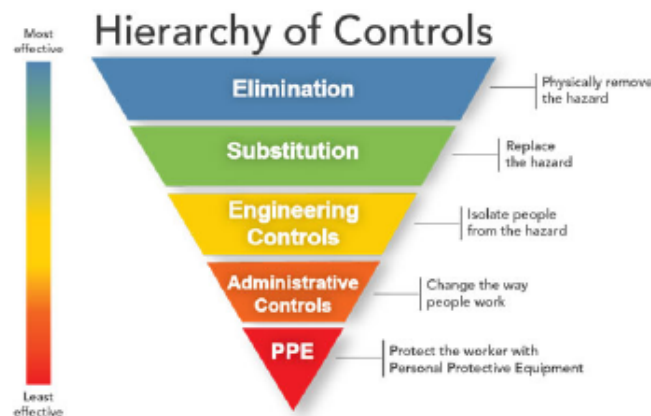 Most
effective
Hierarchy of Controls
Elimination
Physically remove
the hazard
Substitution
Replace
the hazard
Engineering
Controls
Isolate people
from the hazard
Administrative
Controls
Change the way
people work
PPE
Protect the worker with
Personal Protective Equipment
Least
effective